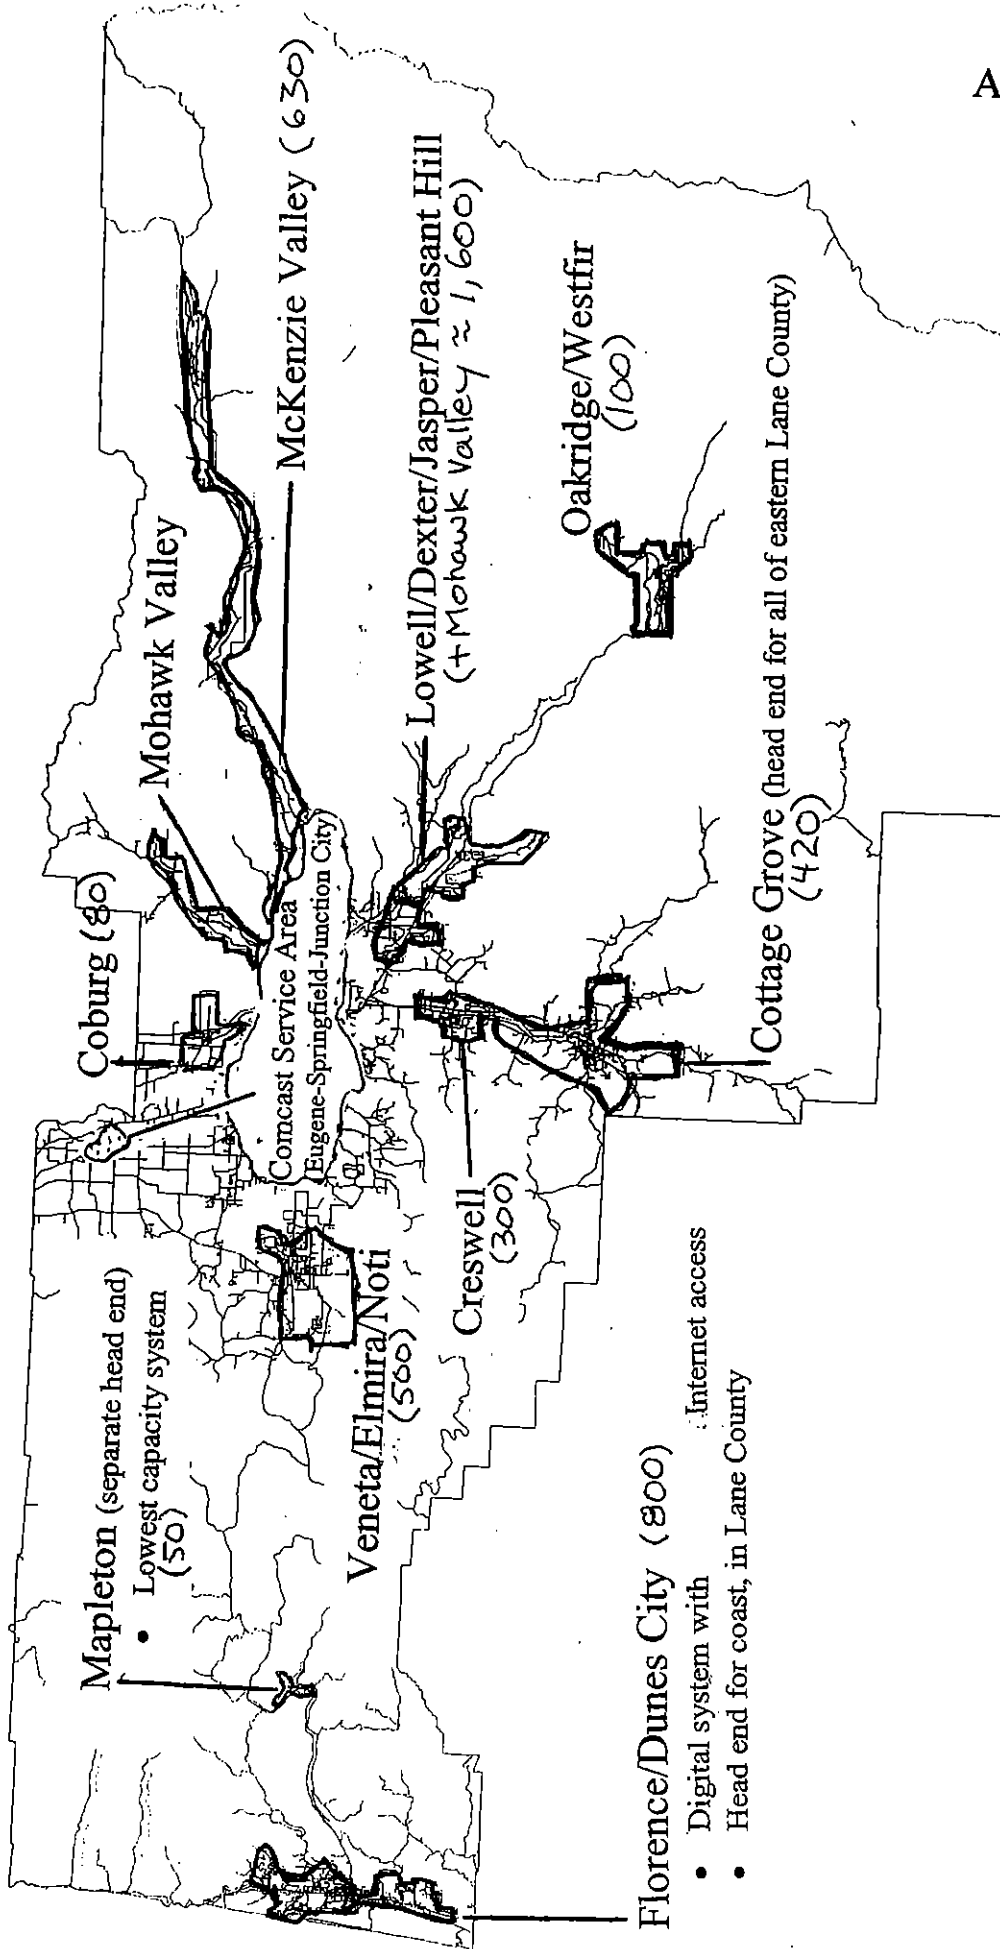 Mapleton (separate head end)
• Lowest capacity system
(50)
Coburg (80)
Mohawk Valley
McKenzie Valley (630)
Comcast Service Area
Eugene-Springfield-Junction City
Veneta/Elmira/Noti
(500)
Lowell/Dexter/Jasper/Pleasant Hill
(+Mohawk Valley ≈ 1,600)
Creswell
(300)
Oakridge/Westfir
(100)
Florence/Dunes City (800)
• Digital system with Internet access
• Head end for coast, in Lane County
Cottage Grove (head end for all of eastern Lane County)
(420)
A